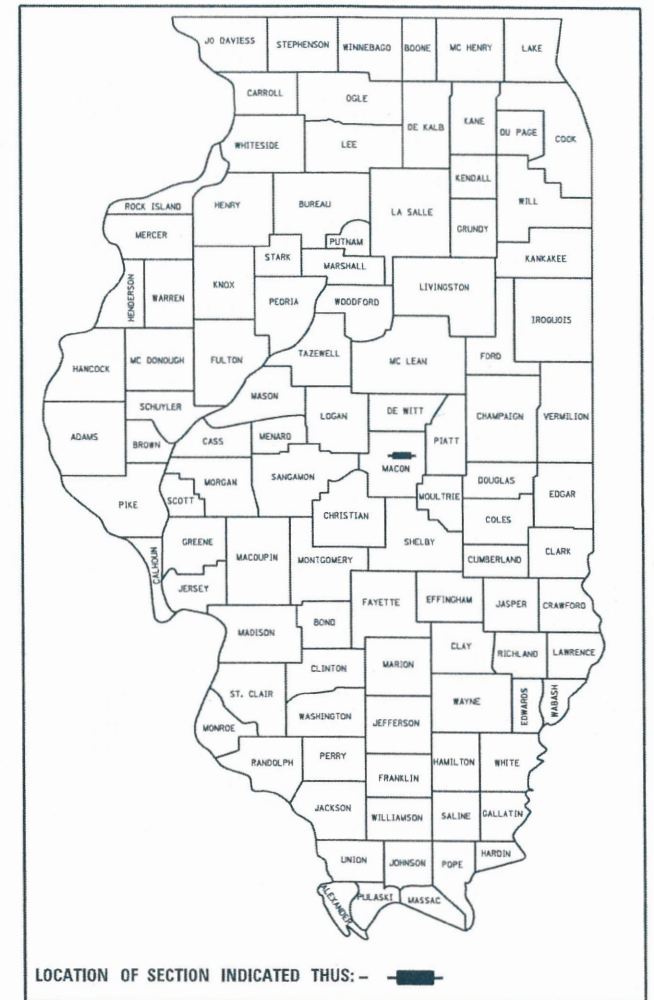 JO DAVIESS
STEPHENSON
WINNEBAGO
BOONE
MC HENRY
LAKE
CARROLL
OGLE
DE KALB
KANE
DU PAGE
COOK
WHITESIDE
LEE
KENDALL
WILL
ROCK ISLAND
HENRY
BUREAU
LA SALLE
GRUNDY
MERCER
PUTNAM
STARK
MARSHALL
KANKAKEE
HENDERSON
WARREN
KNOX
PEORIA
WOODFORD
LIVINGSTON
IROQUOIS
HANCOCK
MC DONOUGH
FULTON
TAZEWELL
MC LEAN
FORD
MASON
SCHUYLER
LOGAN
DE WITT
CHAMPAIGN
VERMILION
ADAMS
BROWN
CASS
MENARD
PIATT
MACON
SANGAMON
MORGAN
SCOTT
DOUGLAS
EDGAR
MOULTRIE
PIKE
CHRISTIAN
COLES
GREENE
MACOUPIN
MONTGOMERY
SHELBY
CUMBERLAND
CLARK
CALHOUN
JERSEY
FAYETTE
EFFINGHAM
JASPER
CRAWFORD
MADISON
BOND
CLAY
RICHLAND
LAWRENCE
CLINTON
MARION
ST. CLAIR
WAYNE
EDWARDS
WABASH
WASHINGTON
JEFFERSON
MONROE
RANDOLPH
PERRY
HAMILTON
WHITE
FRANKLIN
JACKSON
WILLIAMSON
SALINE
GALLATIN
UNION
JOHNSON
POPE
HARDIN
ALEXANDER
PULASKI
MASSAC
LOCATION OF SECTION INDICATED THUS: –